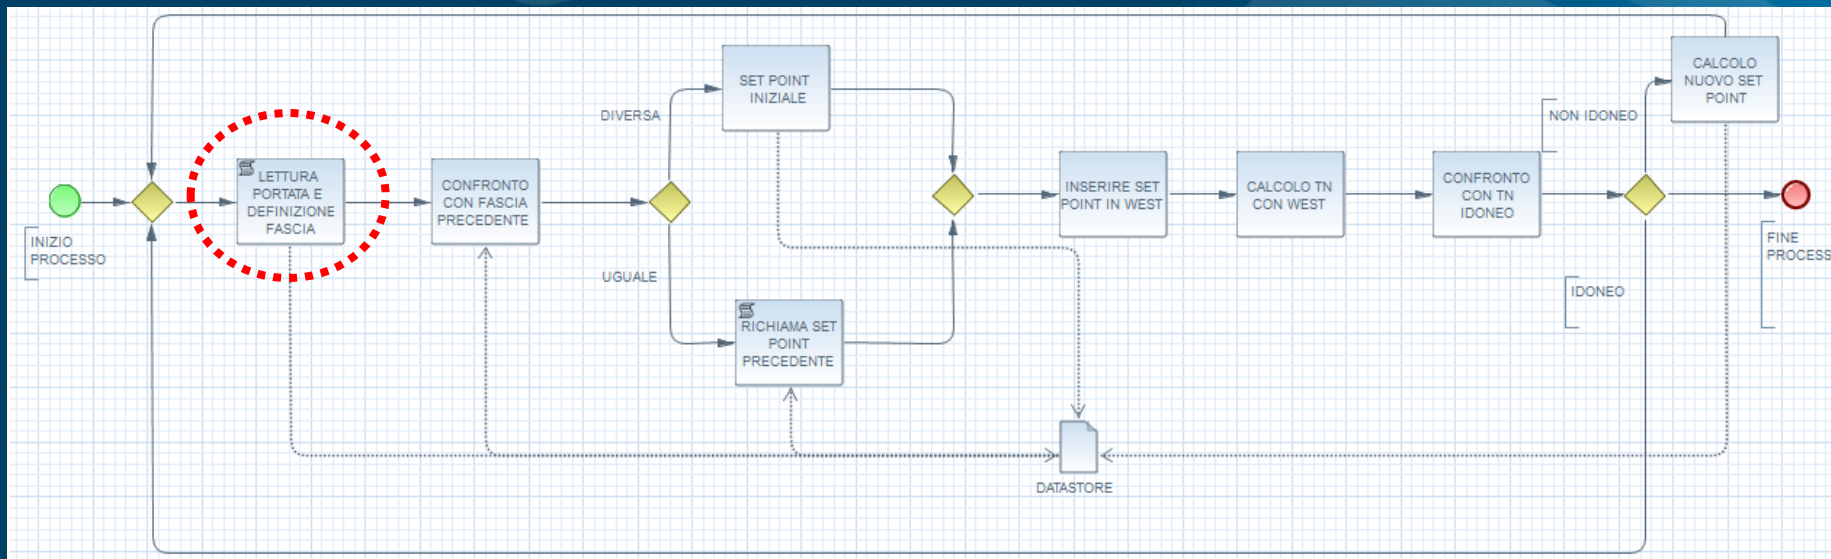 INIZIO
PROCESSO
LETTURA
PORTATA E
DEFINIZIONE
FASCIA
CONFRONTO
CON FASCIA
PRECEDENTE
DIVERSA
UGUALE
SET POINT
INIZIALE
RICHIAMA SET
POINT
PRECEDENTE
INSERIRE SET
POINT IN WEST
CALCOLO TN
CON WEST
CONFRONTO
CON TN
IDONEO
NON IDONEO
IDONEO
CALCOLO
NUOVO SET
POINT
FINE
PROCESS
DATASTORE